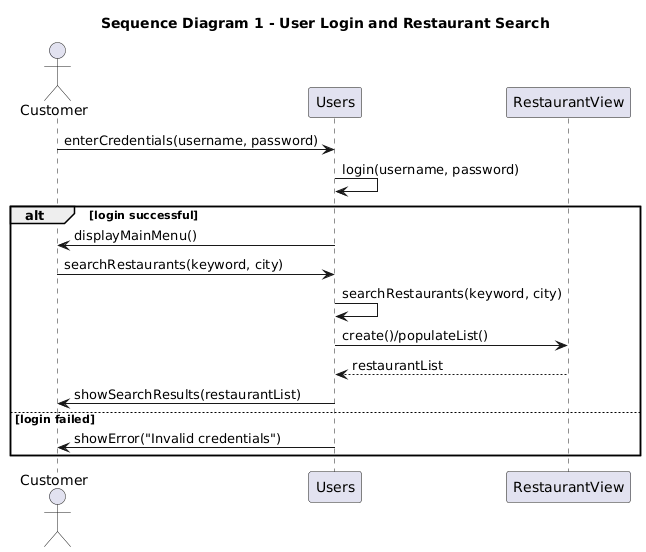 Sequence Diagram 1 - User Login and Restaurant Search
Customer
Users
RestaurantView
enterCredentials(username, password)
login(username, password)
alt
[login successful]
displayMainMenu()
searchRestaurants(keyword, city)
searchRestaurants(keyword, city)
create()/populateList()
restaurantList
showSearchResults(restaurantList)
[login failed]
showError("Invalid credentials")
Customer
Users
RestaurantView